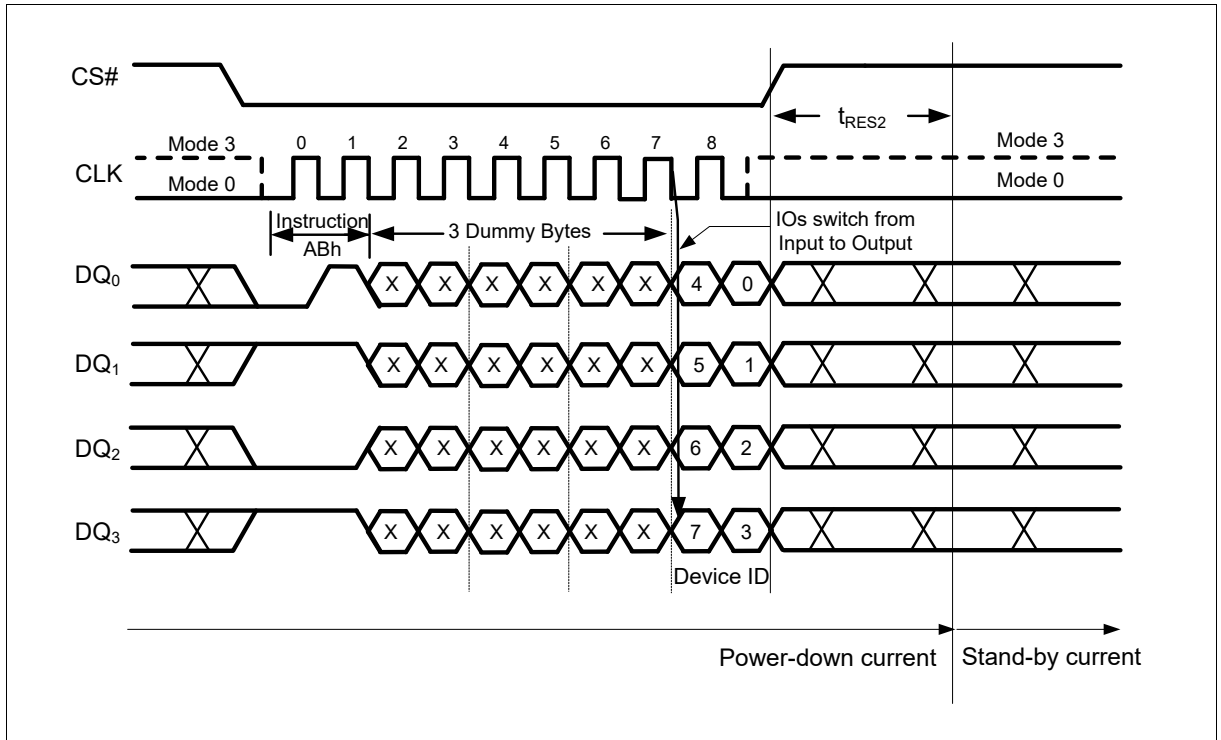 CS#
tRES2
0 1 2 3 4 5 6 7 8
Mode 3 Mode 3
CLK
Mode 0 Mode 0
Instruction
ABh
3 Dummy Bytes
IOs switch from
Input to Output
DQ0 X X X X X X 4 0
DQ1 X X X X X X 5 1
DQ2 X X X X X X 6 2
DQ3 X X X X X X 7 3
Device ID
Power-down current Stand-by current